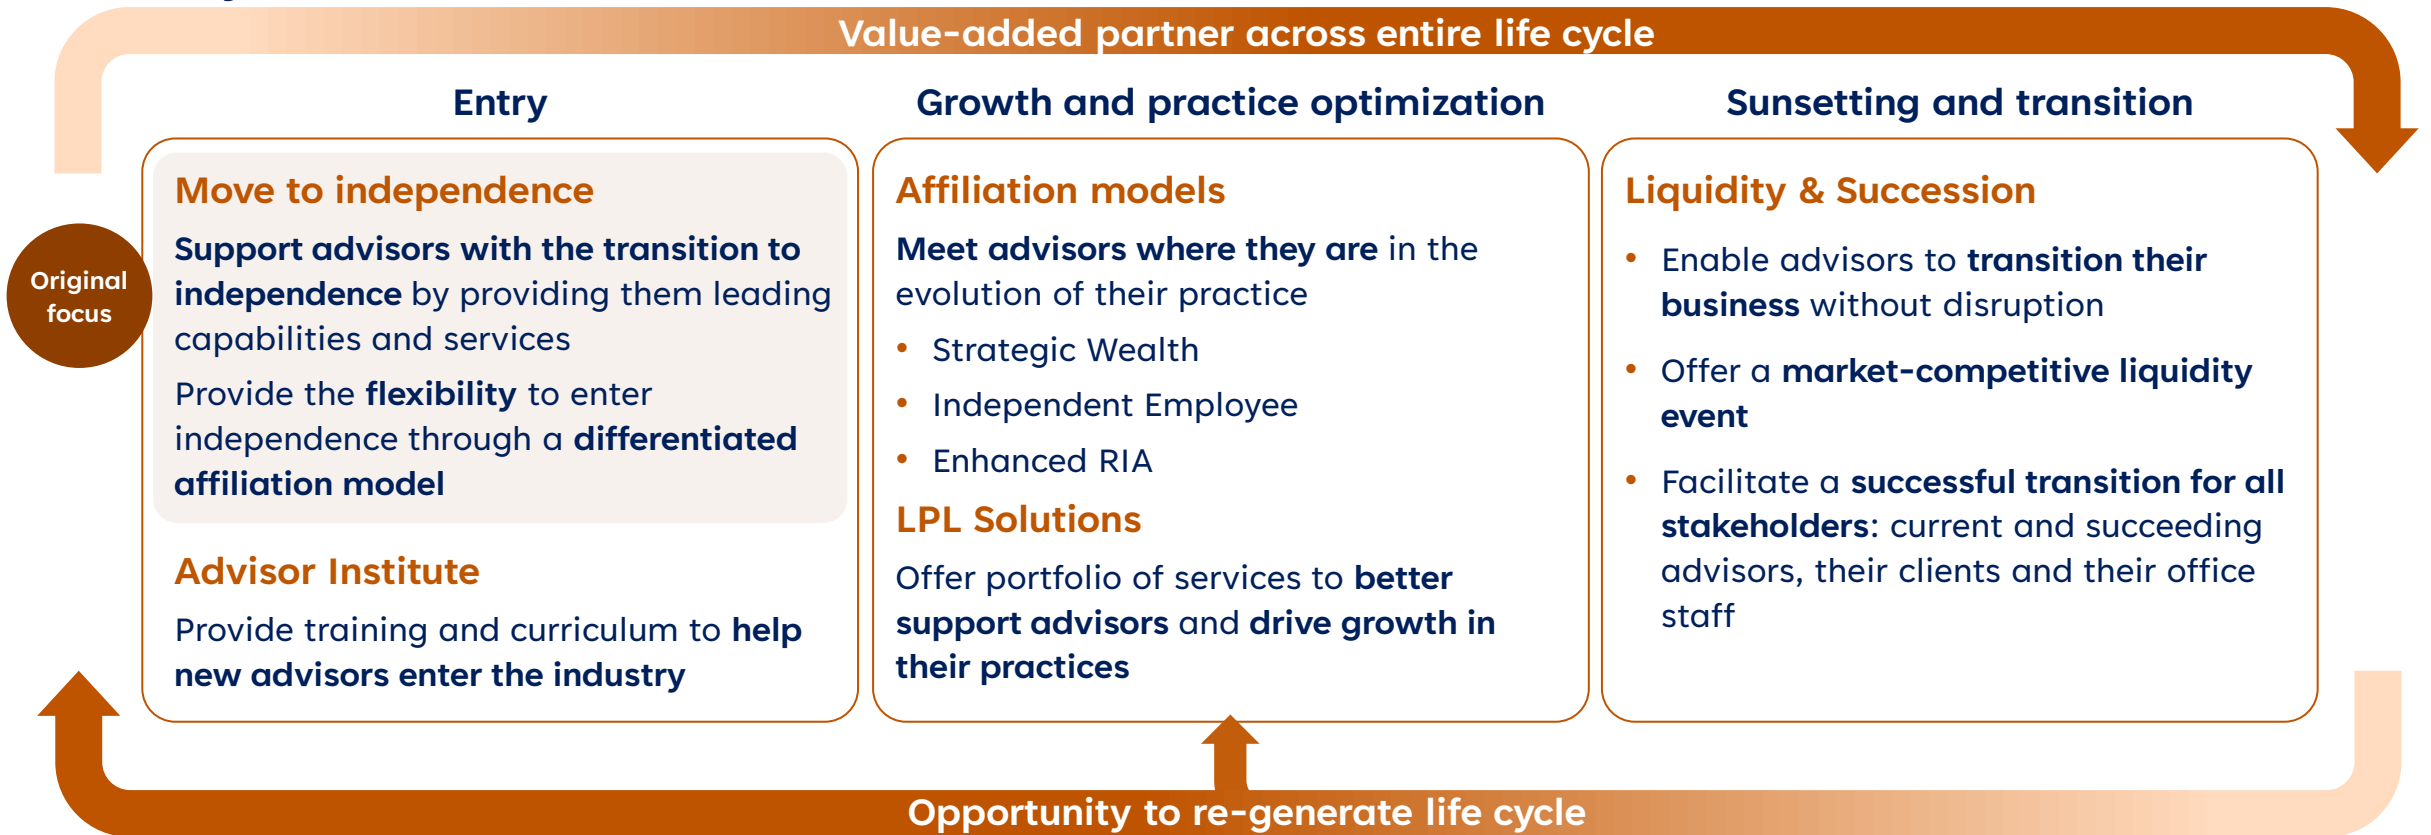 Value-added partner across entire life cycle
Entry
Original
focus
Move to independence
Support advisors with the transition to
independence by providing them leading
capabilities and services
Provide the flexibility to enter
independence through a differentiated
affiliation model
Advisor Institute
Provide training and curriculum to help
new advisors enter the industry
Growth and practice optimization
Affiliation models
Meet advisors where they are in the
evolution of their practice
• Strategic Wealth
• Independent Employee
• Enhanced RIA
LPL Solutions
Offer portfolio of services to better
support advisors and drive growth in
their practices
Sunsetting and transition
Liquidity & Succession
• Enable advisors to transition their
business without disruption
• Offer a market-competitive liquidity
event
• Facilitate a successful transition for all
stakeholders: current and succeeding
advisors, their clients and their office
staff
Opportunity to re-generate life cycle